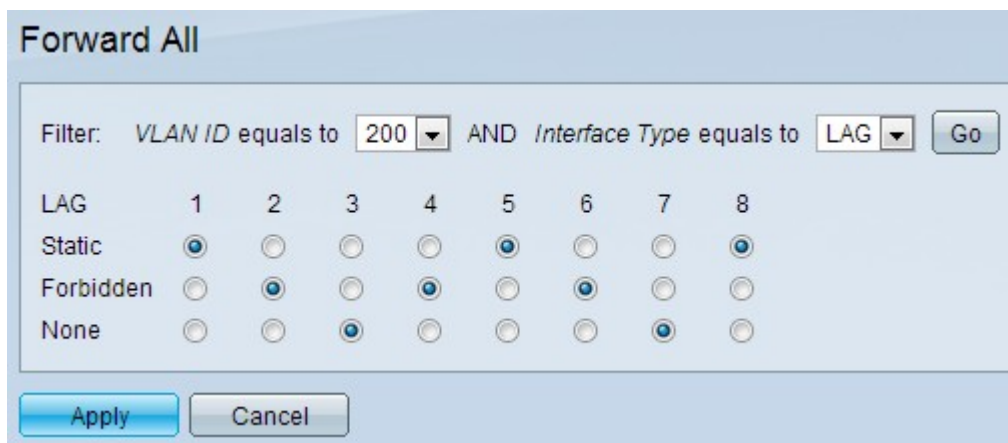 Forward All
Filter: VLAN ID equals to 200 AND Interface Type equals to LAG Go
LAG 1 2 3 4 5 6 7 8
Static
Forbidden
None
Apply Cancel